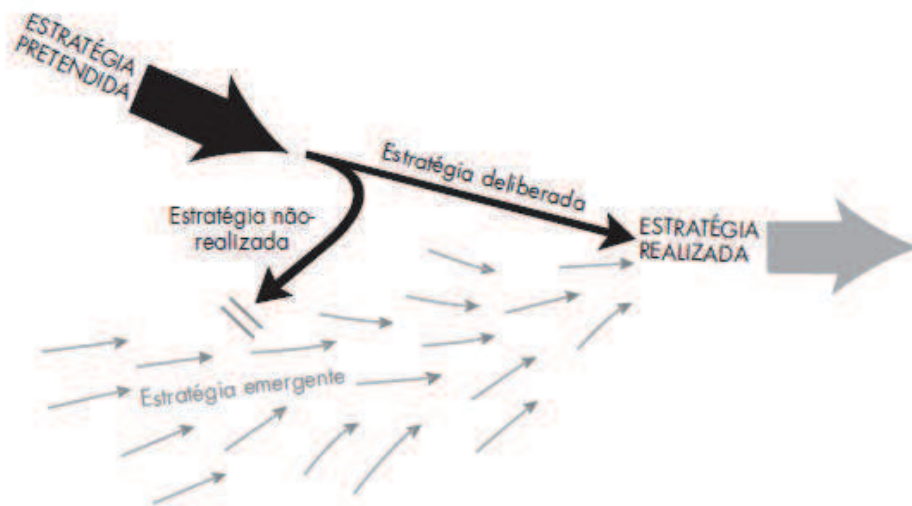 ESTRATÉGIA
PRETENDIDA
Estratégia deliberada
Estratégia não-
realizada
ESTRATÉGIA
REALIZADA
Estratégia emergente